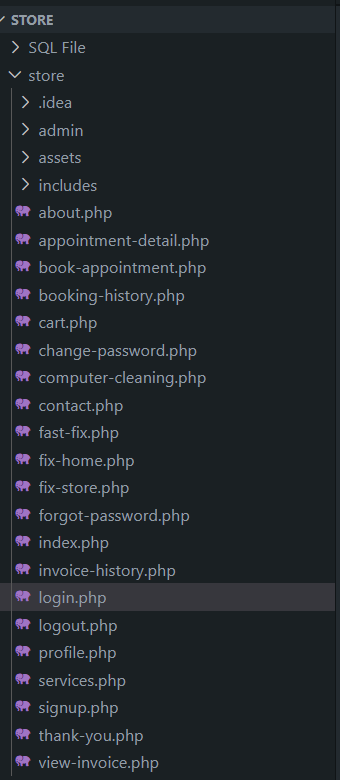 STORE
SQL File
store
.idea
admin
assets
includes
about.php
appointment-detail.php
book-appointment.php
booking-history.php
cart.php
change-password.php
computer-cleaning.php
contact.php
fast-fix.php
fix-home.php
fix-store.php
forgot-password.php
index.php
invoice-history.php
login.php
logout.php
profile.php
services.php
signup.php
thank-you.php
view-invoice.php